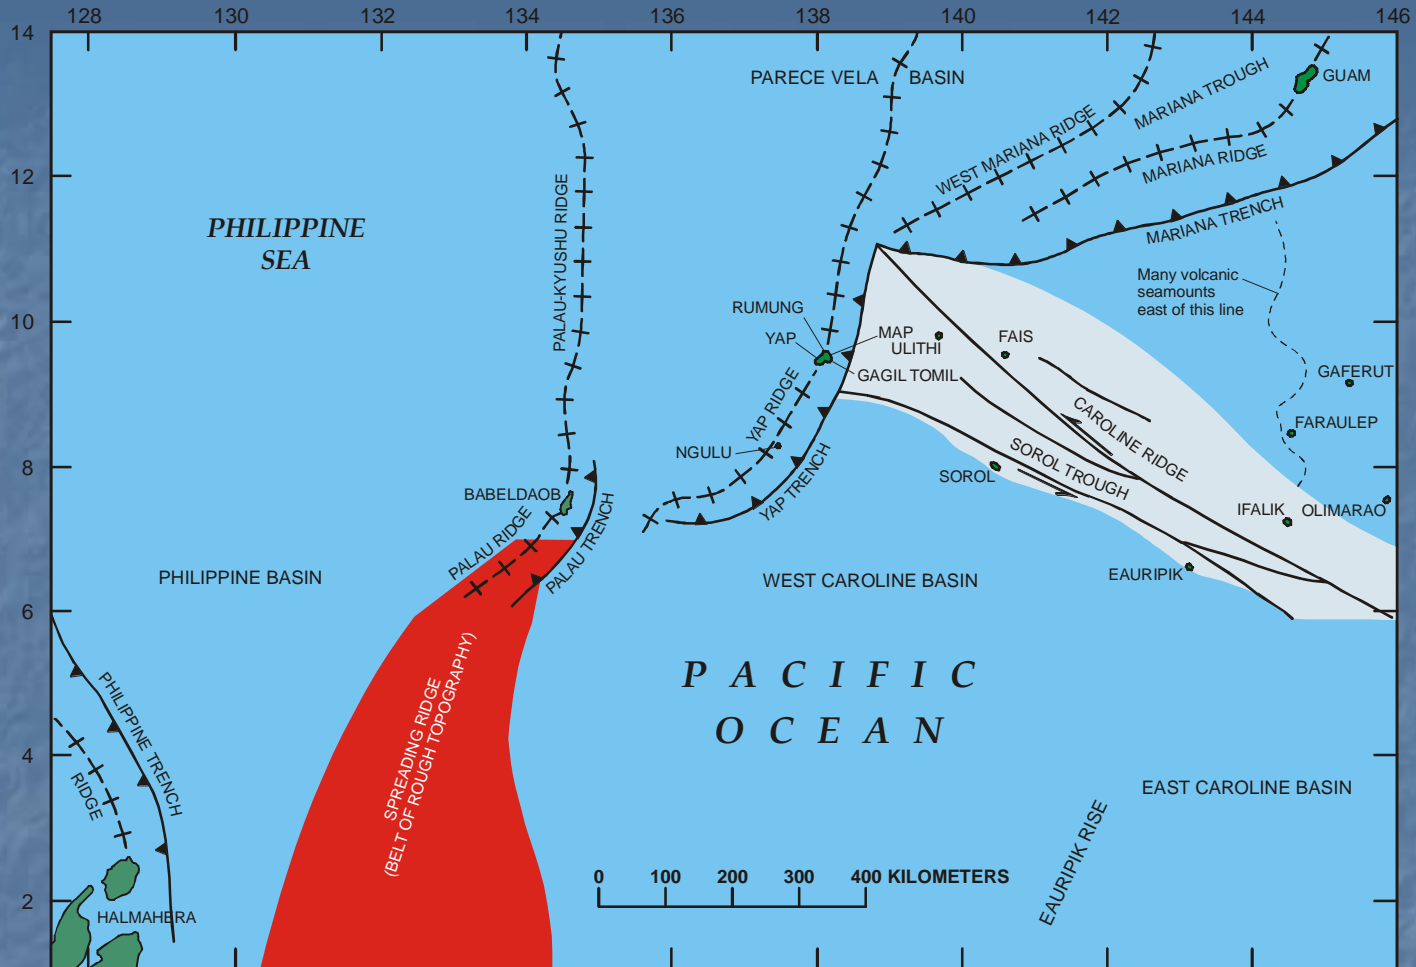 128 130 132 134 136 138 140 142 144 146
14
12
10
8
6
4
2
PARECE VELA BASIN
MARIANA TROUGH
GUAM
WEST MARIANA RIDGE
MARIANA RIDGE
MARIANA TRENCH
PHILIPPINE
SEA
PALAU-KYUSHU RIDGE
Many volcanic
seamounts
east of this line
RUMUNG
YAP
MAP
ULITHI
FAIS
GAGIL TOMIL
GAFERUT
FARAULEP
YAP RIDGE
NGULU
YAP TRENCH
CAROLINE RIDGE
SOROL TROUGH
SOROL
IFALIK
OLIMARAO
EAURIPIK
BABELDAOB
PALAU RIDGE
PALAU TRENCH
PHILIPPINE BASIN
WEST CAROLINE BASIN
PACIFIC
OCEAN
SPREADING RIDGE
(BELT OF ROUGH TOPOGRAPHY)
PHILIPPINE TRENCH
RIDGE
EAST CAROLINE BASIN
EAURIPIK RISE
0 100 200 300 400 KILOMETERS
HALMAHERA